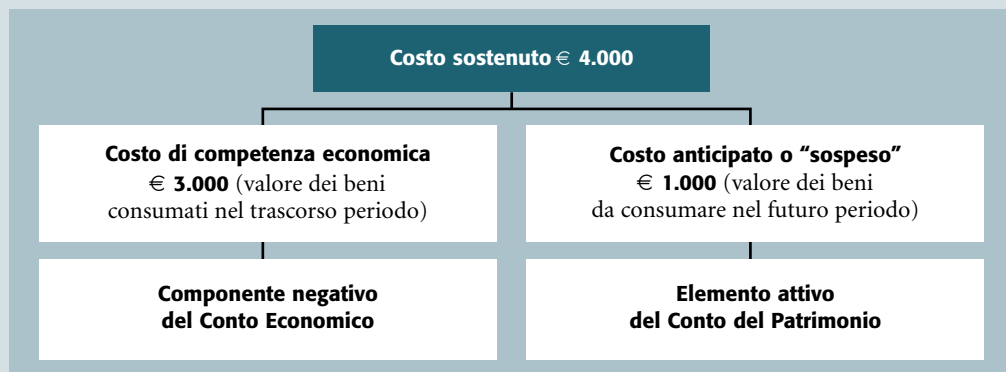 Costo sostenuto € 4.000
Costo di competenza economica
€ 3.000 (valore dei beni
consumati nel trascorso periodo)
Costo anticipato o “sospeso”
€ 1.000 (valore dei beni
da consumare nel futuro periodo)
Componente negativo
del Conto Economico
Elemento attivo
del Conto del Patrimonio